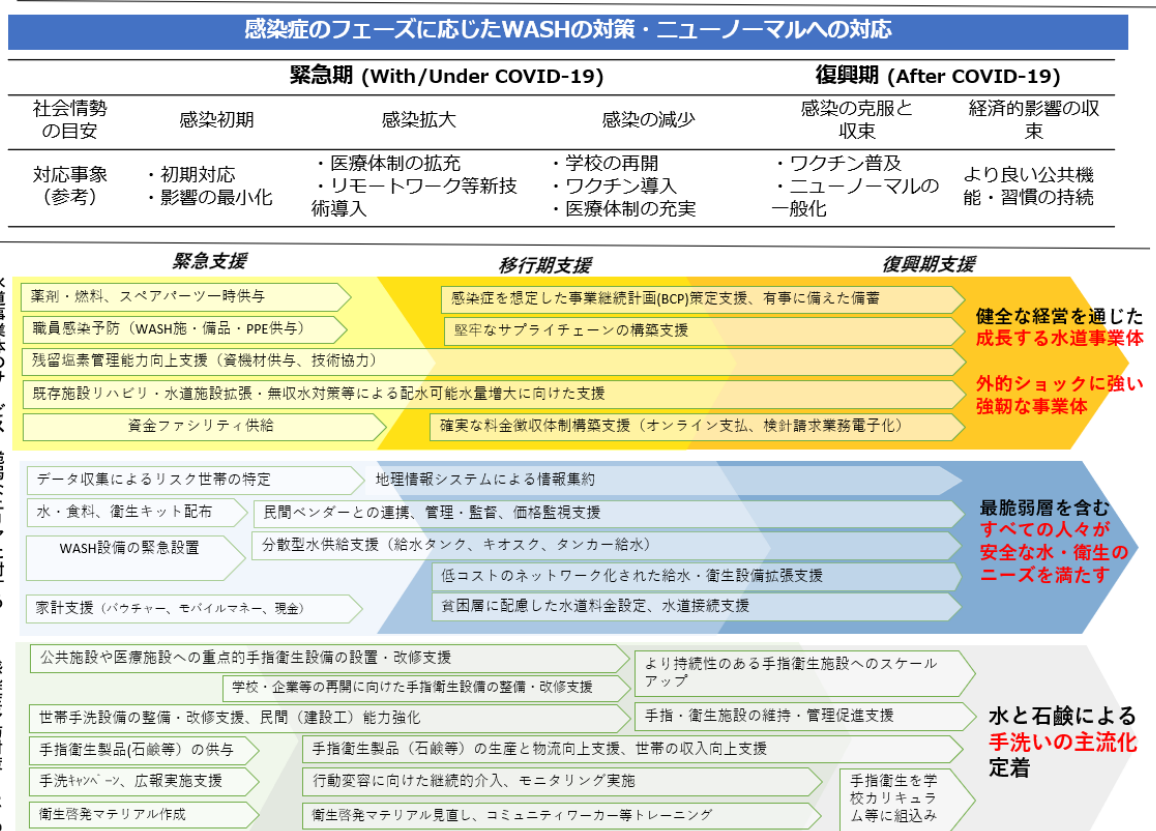 感染症のフェーズに応じたWASHの対策・ニューノーマルへの対応
緊急期 (With/Under COVID-19)
復興期 (After COVID-19)
社会情勢
の目安
感染初期
感染拡大
感染の減少
感染の克服と
収束
経済的影響の収
束
対応事象
(参考)
・初期対応
・影響の最小化
・医療体制の拡充
・リモートワーク等新技
術導入
・学校の再開
・ワクチン導入
・医療体制の充実
・ワクチン普及
・ニューノーマルの
一般化
より良い公共機
能・習慣の持続
緊急支援
移行期支援
復興期支援
薬剤・燃料、スペアパーツ一時供与
感染症を想定した事業継続計画(BCP)策定支援、有事に備えた備蓄
職員感染予防（WASH施・備品・PPE供与）
堅牢なサプライチェーンの構築支援
残留塩素管理能力向上支援（資機材供与、技術協力）
既存施設リハビリ・水道施設拡張・無収水対策等による配水可能水量増大に向けた支援
資金ファシリティ供給
確実な料金徴収体制構築支援（オンライン支払、検針請求業務電子化）
健全な経営を通じた
成長する水道事業体
外的ショックに強い
強靭な事業体
データ収集によるリスク世帯の特定
地理情報システムによる情報集約
水・食料、衛生キット配布
民間ベンダーとの連携、管理・監督、価格監視支援
WASH設備の緊急設置
分散型水供給支援（給水タンク、キオスク、タンカー給水）
低コストのネットワーク化された給水・衛生設備拡張支援
家計支援（バウチャー、モバイルマネー、現金）
貧困層に配慮した水道料金設定、水道接続支援
最脆弱層を含む
すべての人々が
安全な水・衛生の
ニーズを満たす
公共施設や医療施設への重点的手指衛生設備の設置・改修支援
より持続性のある手指衛生施設へのスケール
アップ
学校・企業等の再開に向けた手指衛生設備の整備・改修支援
世帯手洗設備の整備・改修支援、民間（建設工）能力強化
手指・衛生施設の維持・管理促進支援
手指衛生製品(石鹸等）の供与
手指衛生製品（石鹸等）の生産と物流向上支援、世帯の収入向上支援
手洗ｷｬﾝﾍﾟｰﾝ、広報実施支援
行動変容に向けた継続的介入、モニタリング実施
衛生啓発マテリアル作成
衛生啓発マテリアル見直し、コミュニティワーカー等トレーニング
手指衛生を学
校カリキュラ
ム等に組込み
水と石鹸による
手洗いの主流化
定着